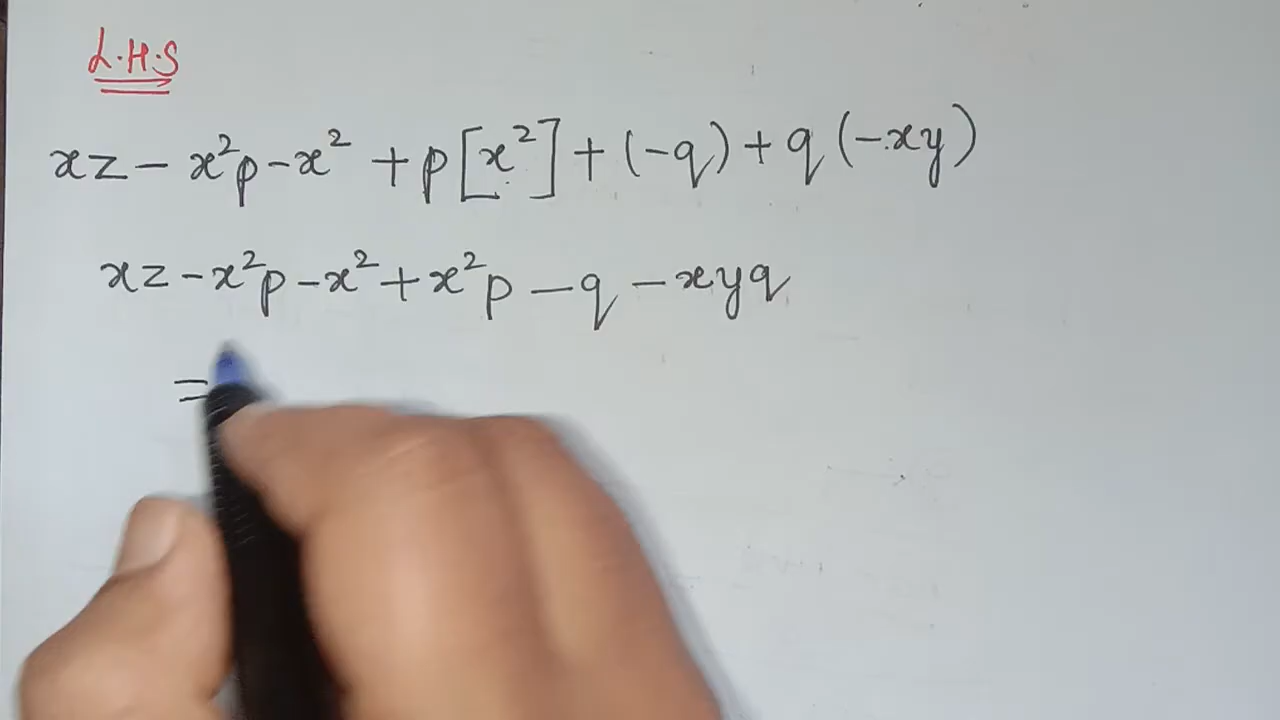 L.H.S
xz - x²p - x² + p[x²] + (-q) + q(-xy)
xz - x²p - x² + x²p - q - xyq
=